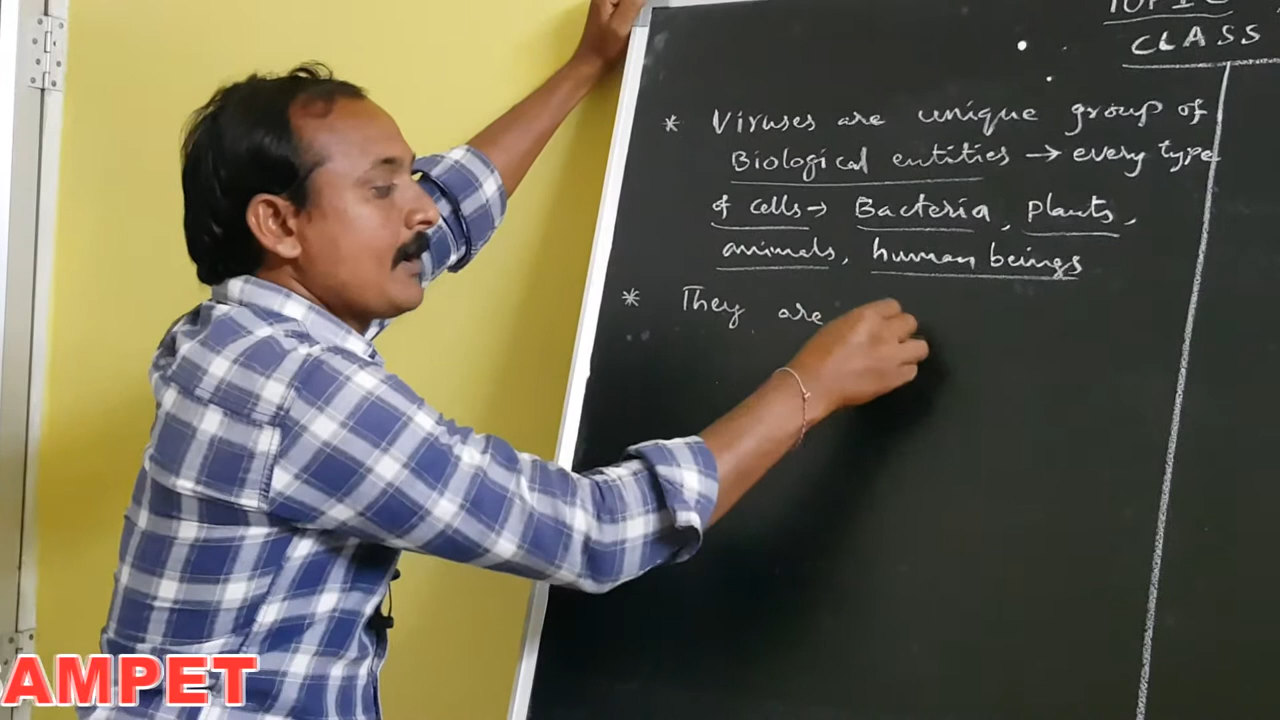 TOPIC
CLASS
* Viruses are unique group of
Biological entities → every type
of cells → Bacteria, Plants,
animals, human beings
* They are
AMPET